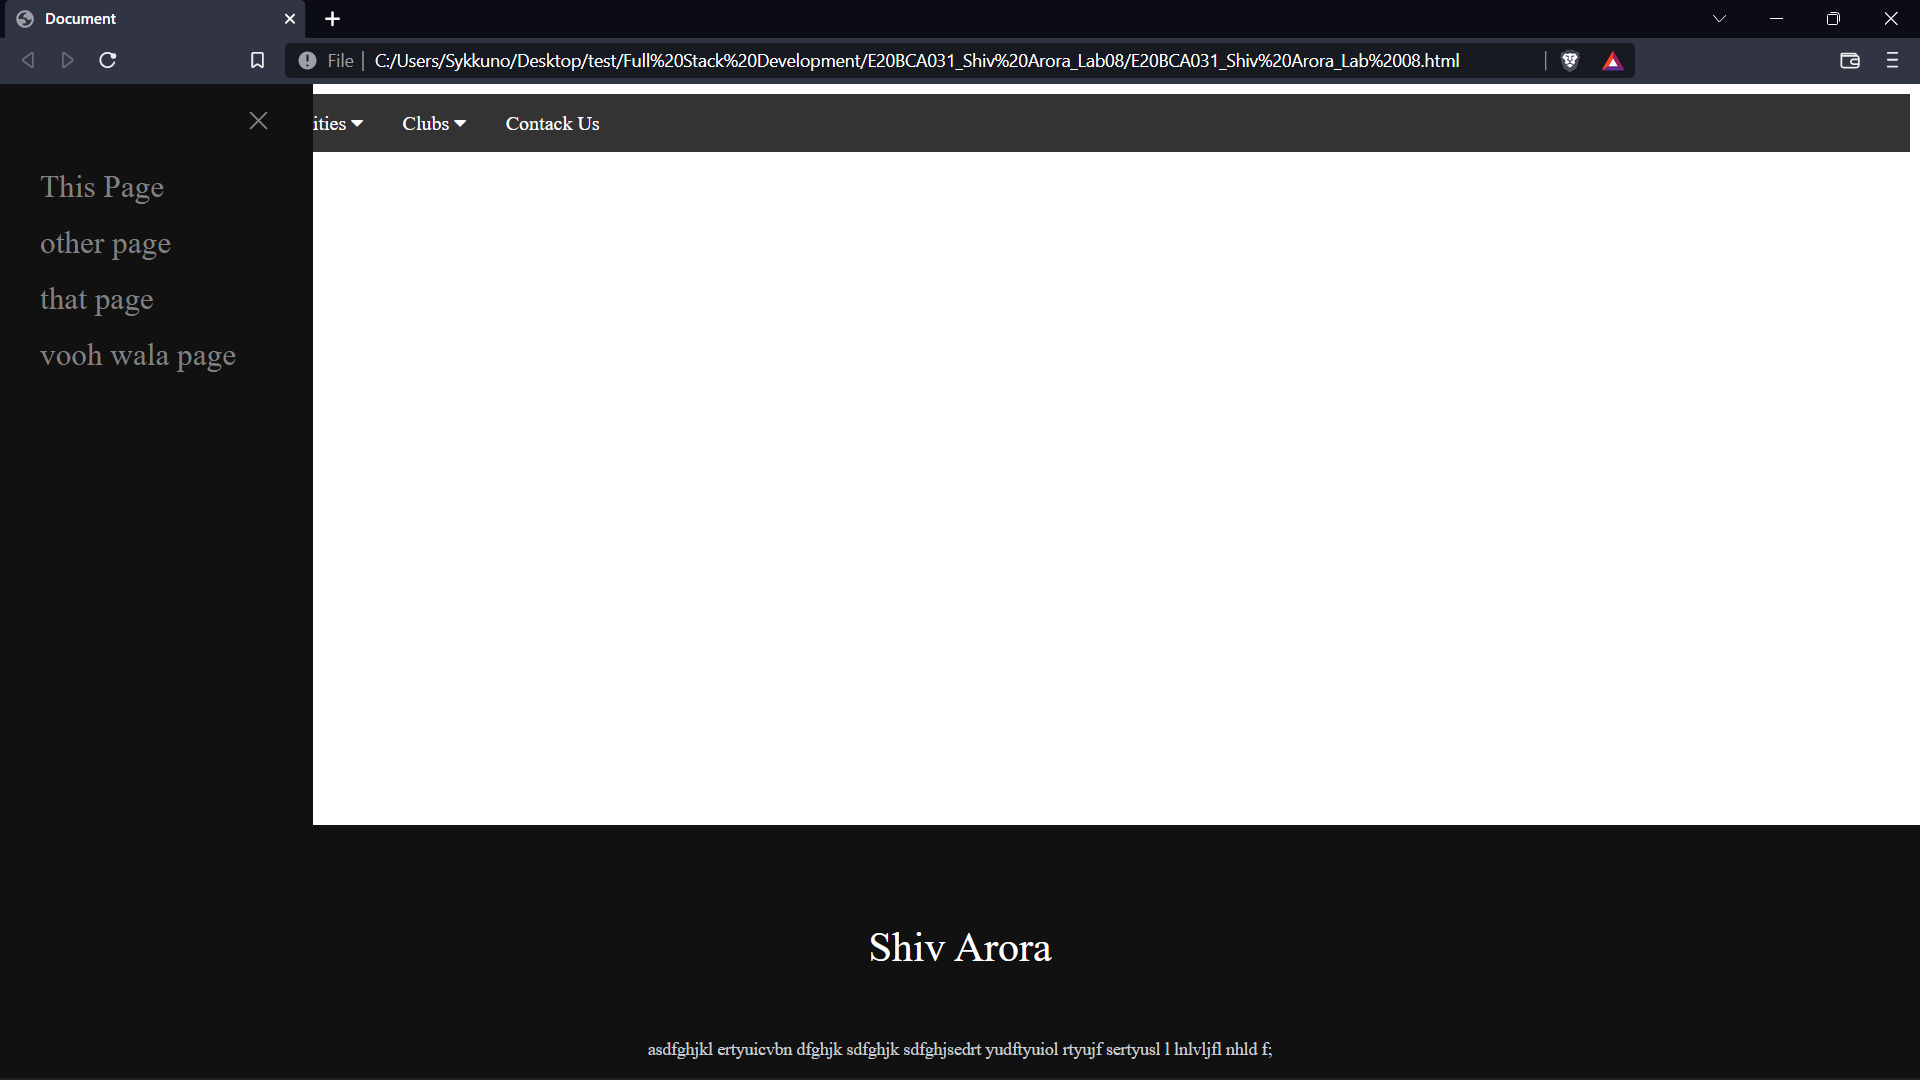 Document
File
C:/Users/Sykkuno/Desktop/test/Full%20Stack%20Development/E20BCA031_Shiv%20Arora_Lab08/E20BCA031_Shiv%20Arora_Lab%2008.html
ities Clubs Contack Us
This Page
other page
that page
vooh wala page
Shiv Arora
asdfghjkl ertyuicvbn dfghjk sdfghjk sdfghjsedrt yudftyuiol rtyujf sertyusl l lnlvljfl nhld f;